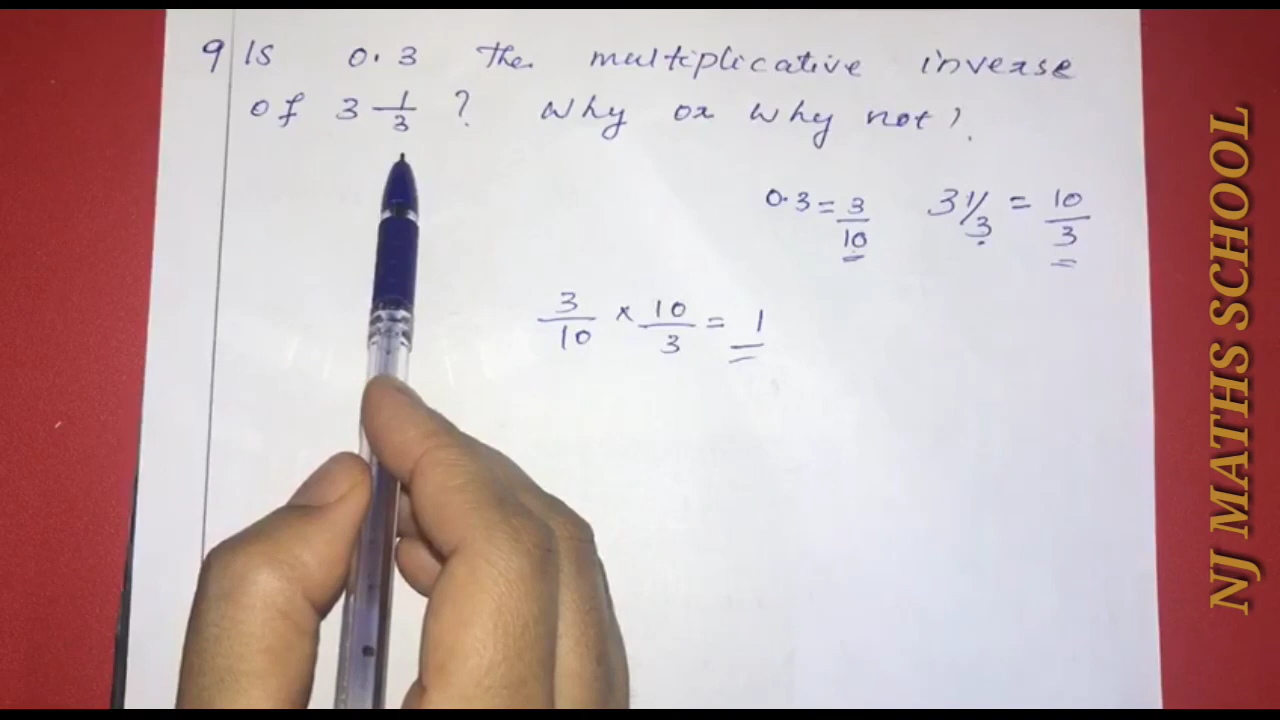 9 Is 0.3 the multiplicative inverse
of 3 1/3 ? Why or why not?
0.3 = 3/10 3 1/3 = 10/3
3/10 × 10/3 = 1
NJ MATHS SCHOOL